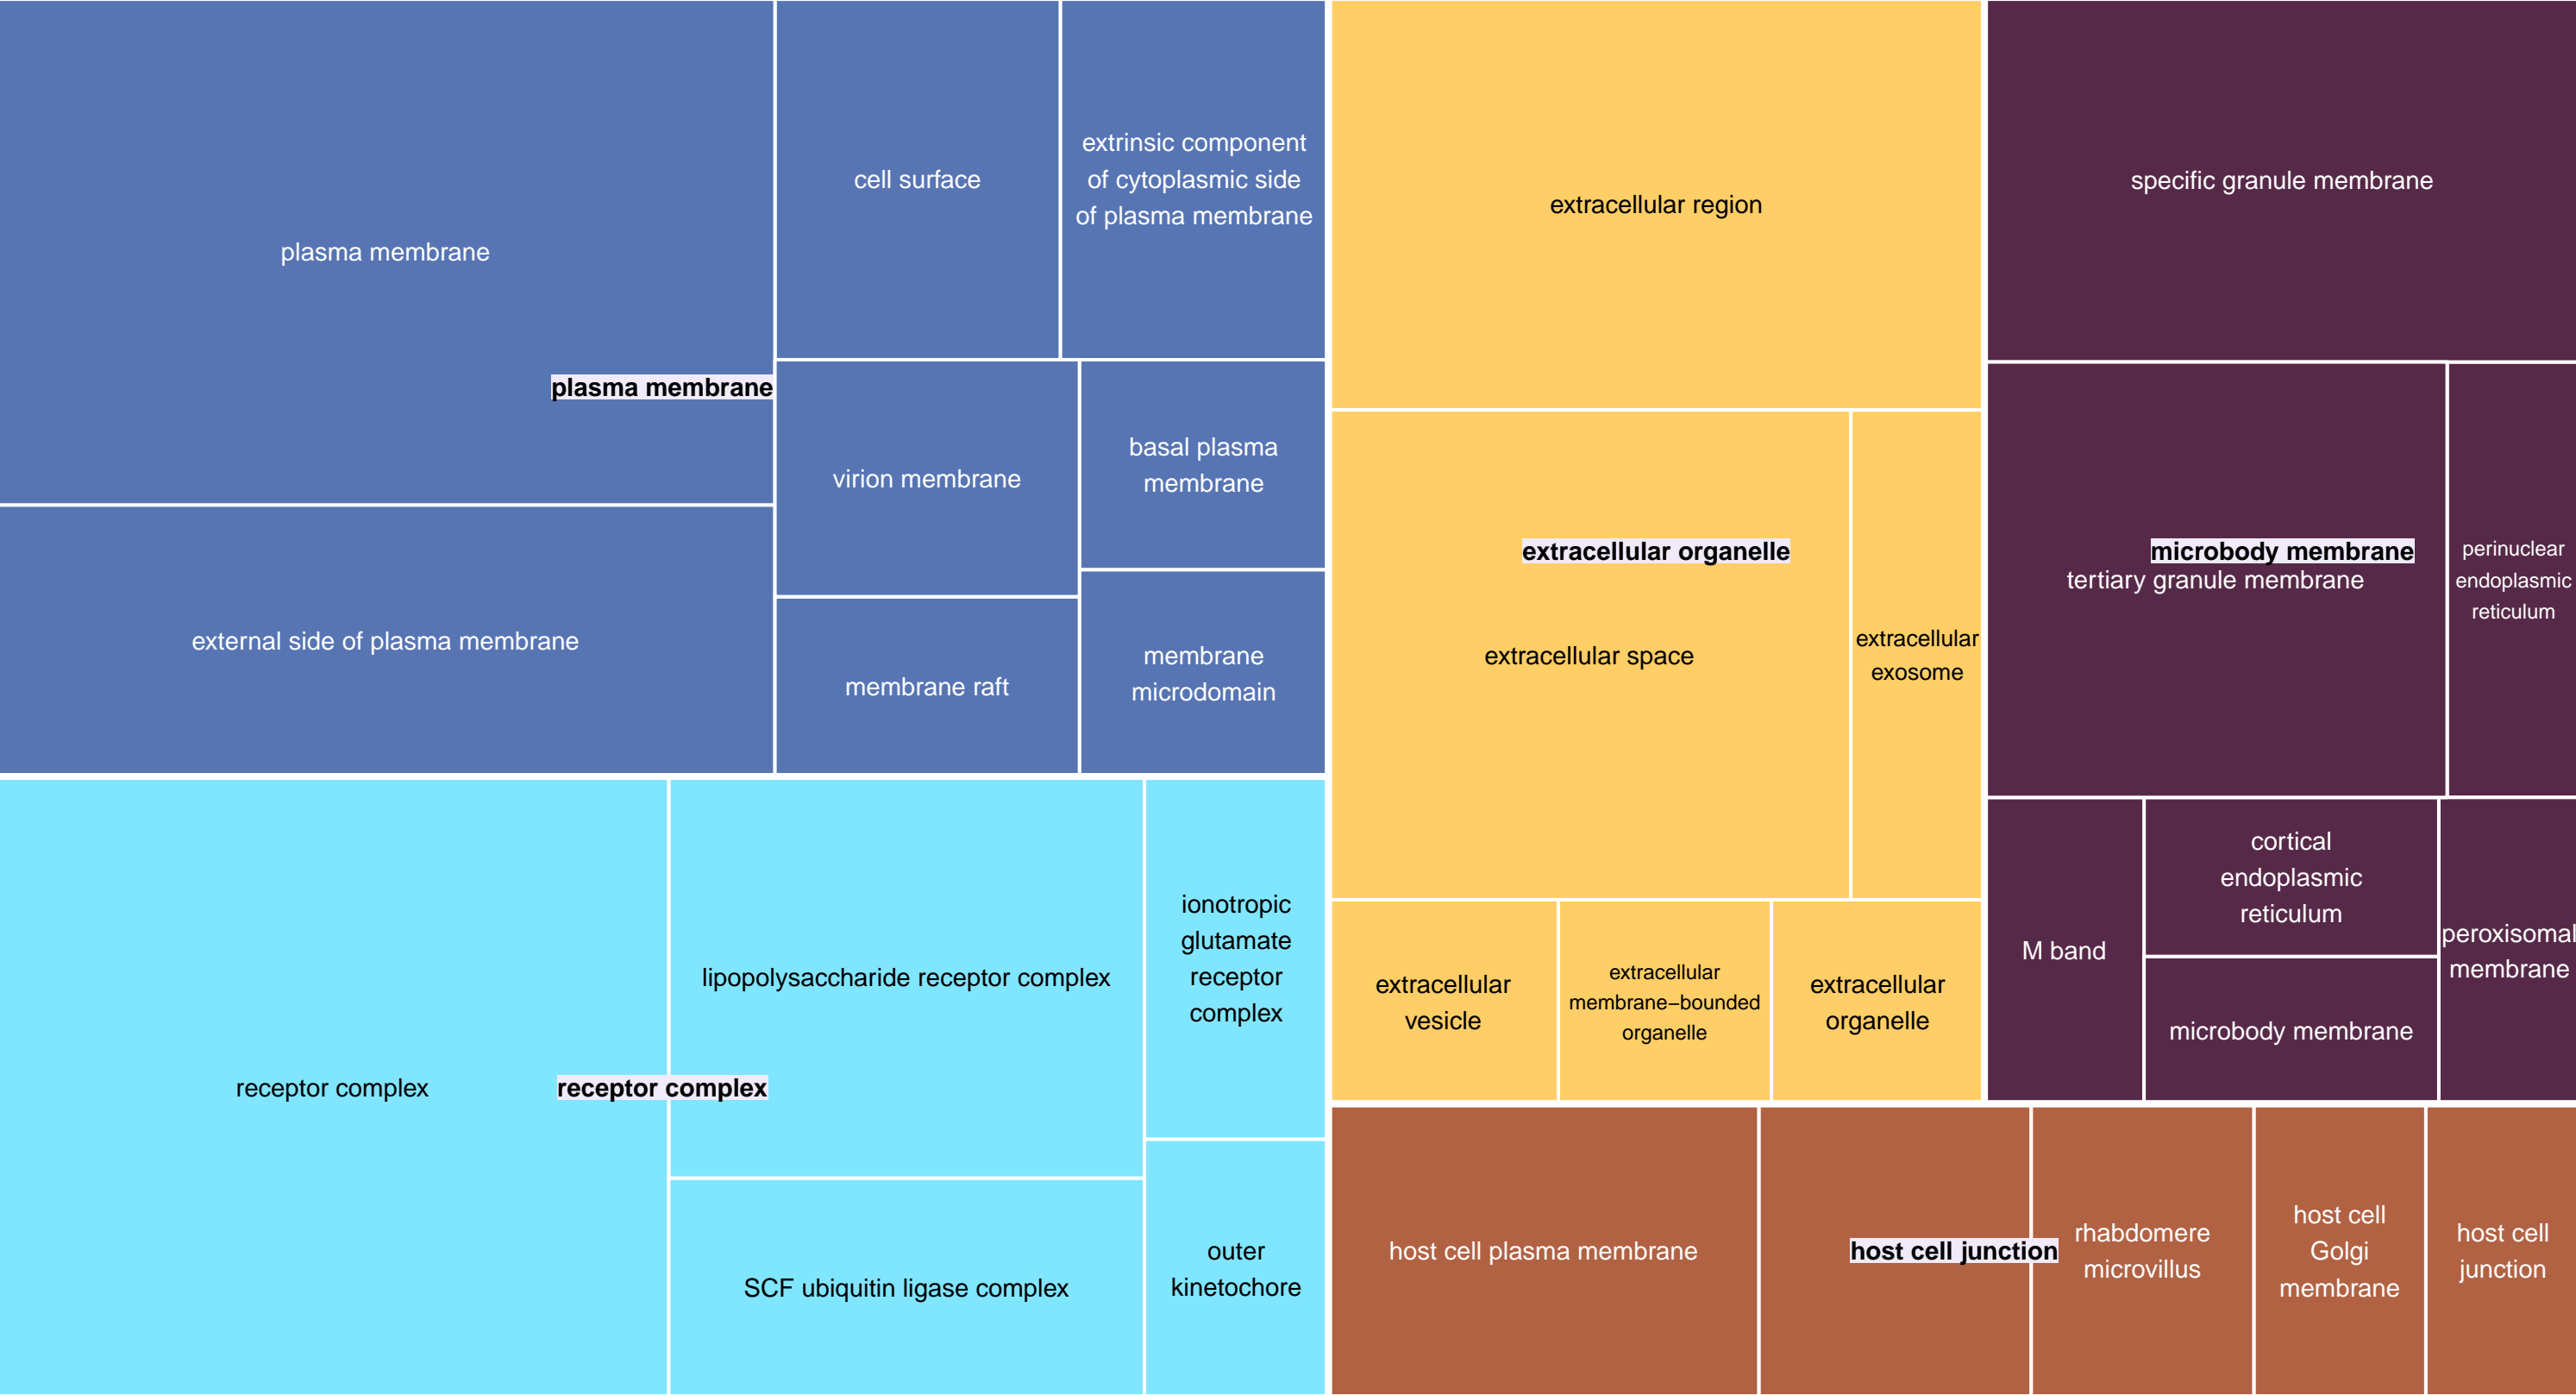 plasma membrane
plasma membrane
external side of plasma membrane
cell surface
extrinsic component
of cytoplasmic side
of plasma membrane
virion membrane
basal plasma
membrane
membrane raft
membrane
microdomain
receptor complex
receptor complex
lipopolysaccharide receptor complex
SCF ubiquitin ligase complex
ionotropic
glutamate
receptor
complex
outer
kinetochore
extracellular region
extracellular organelle
extracellular space
extracellular
exosome
extracellular
vesicle
extracellular
membrane−bounded
organelle
extracellular
organelle
specific granule membrane
microbody membrane
tertiary granule membrane
perinuclear
endoplasmic
reticulum
M band
cortical
endoplasmic
reticulum
microbody membrane
peroxisomal
membrane
host cell plasma membrane
host cell junction
rhabdomere
microvillus
host cell
Golgi
membrane
host cell
junction